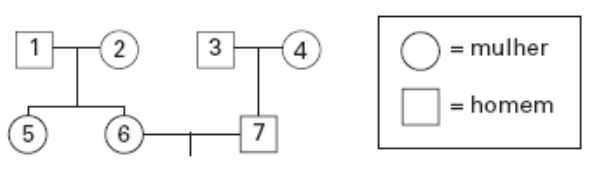 1 2 3 4
= mulher
= homem
5 6 7